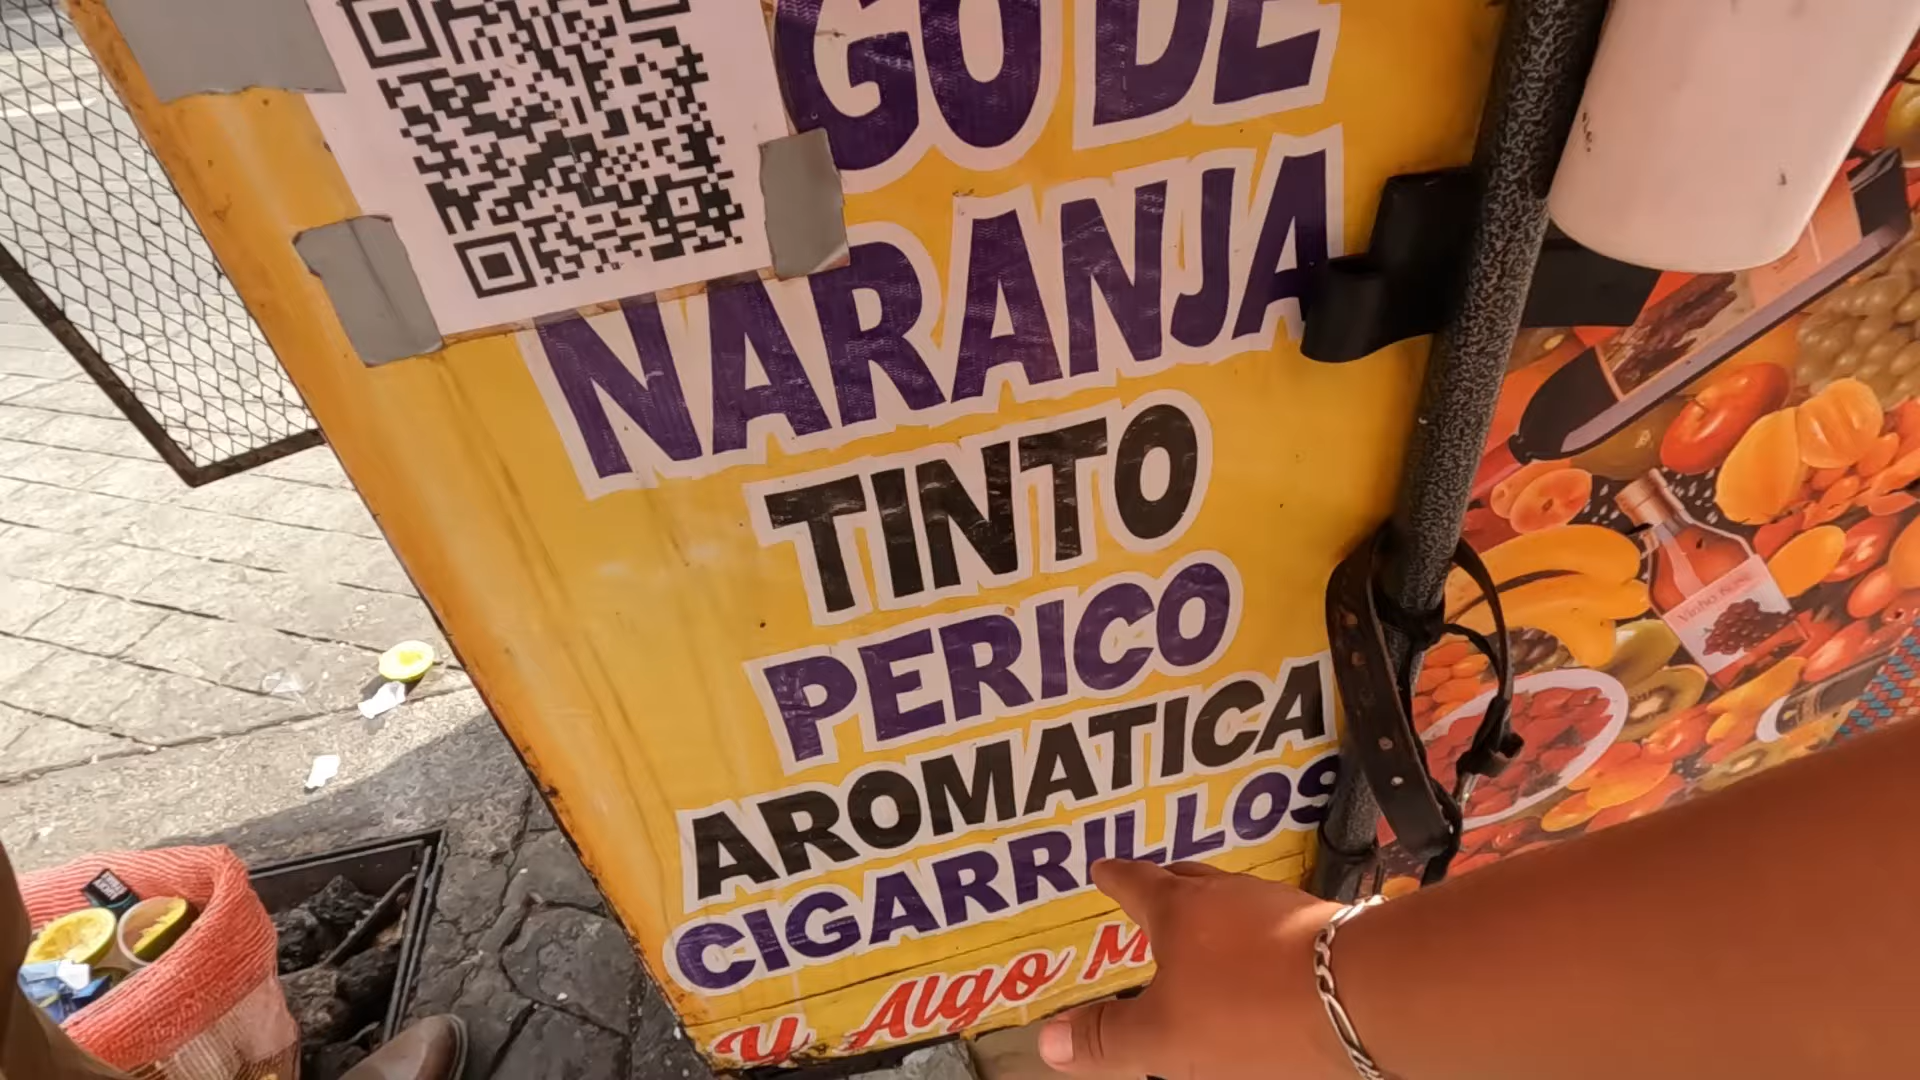 GO DE
NARANJA
TINTO
PERICO
AROMATICA
CIGARRILLOS
Y Algo